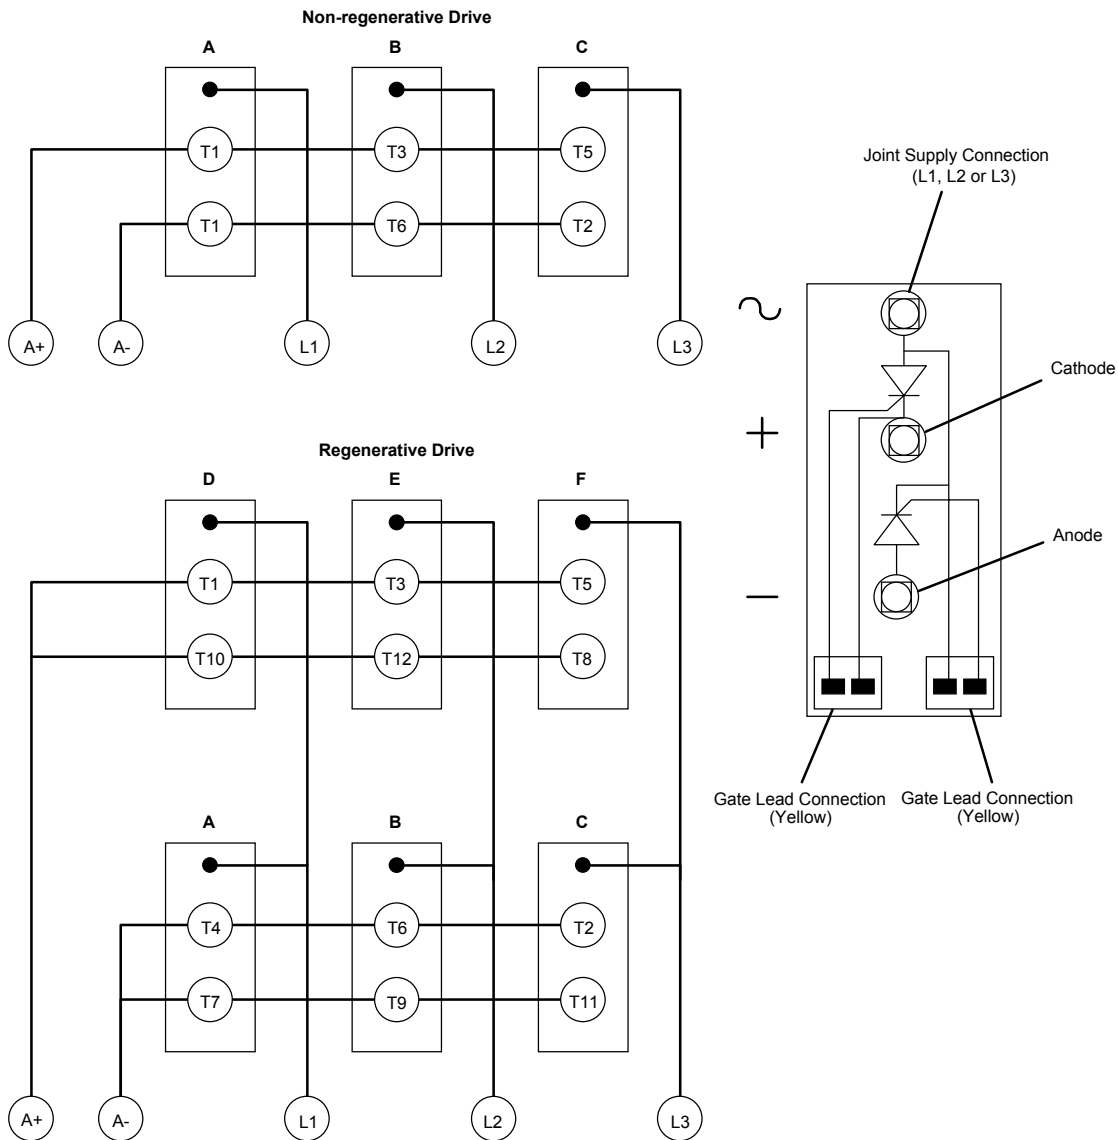 Non-regenerative Drive
A B C
T1 T3 T5
T1 T6 T2
A+ A- L1 L2 L3
Regenerative Drive
D E F
T1 T3 T5
T10 T12 T8
A B C
T4 T6 T2
T7 T9 T11
A+ A- L1 L2 L3
Joint Supply Connection
(L1, L2 or L3)
Cathode
+
Anode
—
Gate Lead Connection
(Yellow)
Gate Lead Connection
(Yellow)